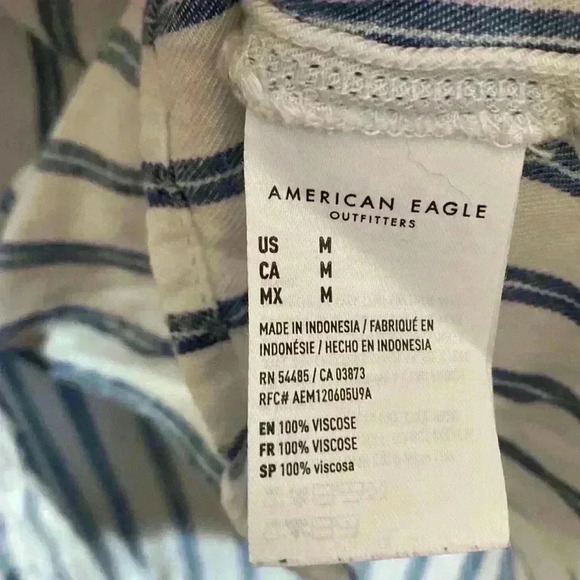 AMERICAN EAGLE
OUTFITTERS
US M
CA M
MX M
MADE IN INDONESIA / FABRIQUÉ EN
INDONÉSIE / HECHO EN INDONESIA
RN 54485 / CA 03873
RFC# AEM120605U9A
EN 100% VISCOSE
FR 100% VISCOSE
SP 100% viscosa